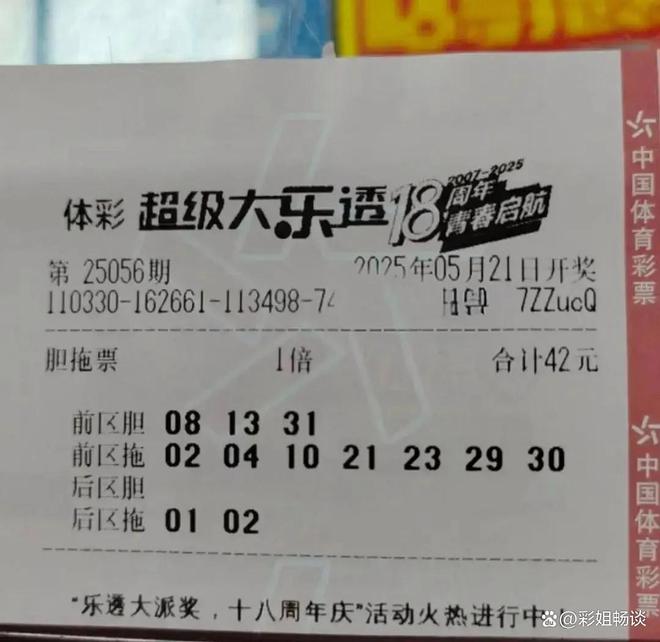 体彩 超级大乐透 18周年 2007-2025
青春启航
第 25056期 2025年05月21日开奖
110330-162661-113498-74 7ZZucQ
胆拖票 1倍 合计42元
前区胆 08 13 31
前区拖 02 04 10 21 23 29 30
后区胆
后区拖 01 02
“乐透大派奖，十八周年庆”活动火热进行中！
中国体育彩票
中国体育彩票
@彩姐畅谈